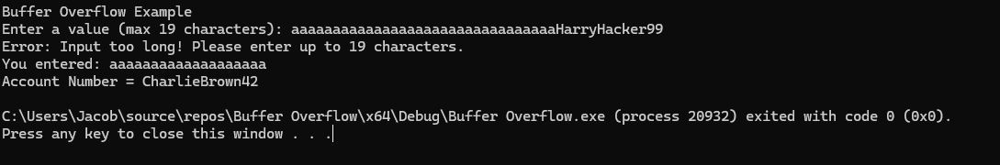 Buffer Overflow Example
Enter a value (max 19 characters): aaaaaaaaaaaaaaaaaaaaaaaaaaaaaaaaHarryHacker99
Error: Input too long! Please enter up to 19 characters.
You entered: aaaaaaaaaaaaaaaaaaa
Account Number = CharlieBrown42
C:\Users\Jacob\source\repos\Buffer Overflow\x64\Debug\Buffer Overflow.exe (process 20932) exited with code 0 (0x0).
Press any key to close this window . . .